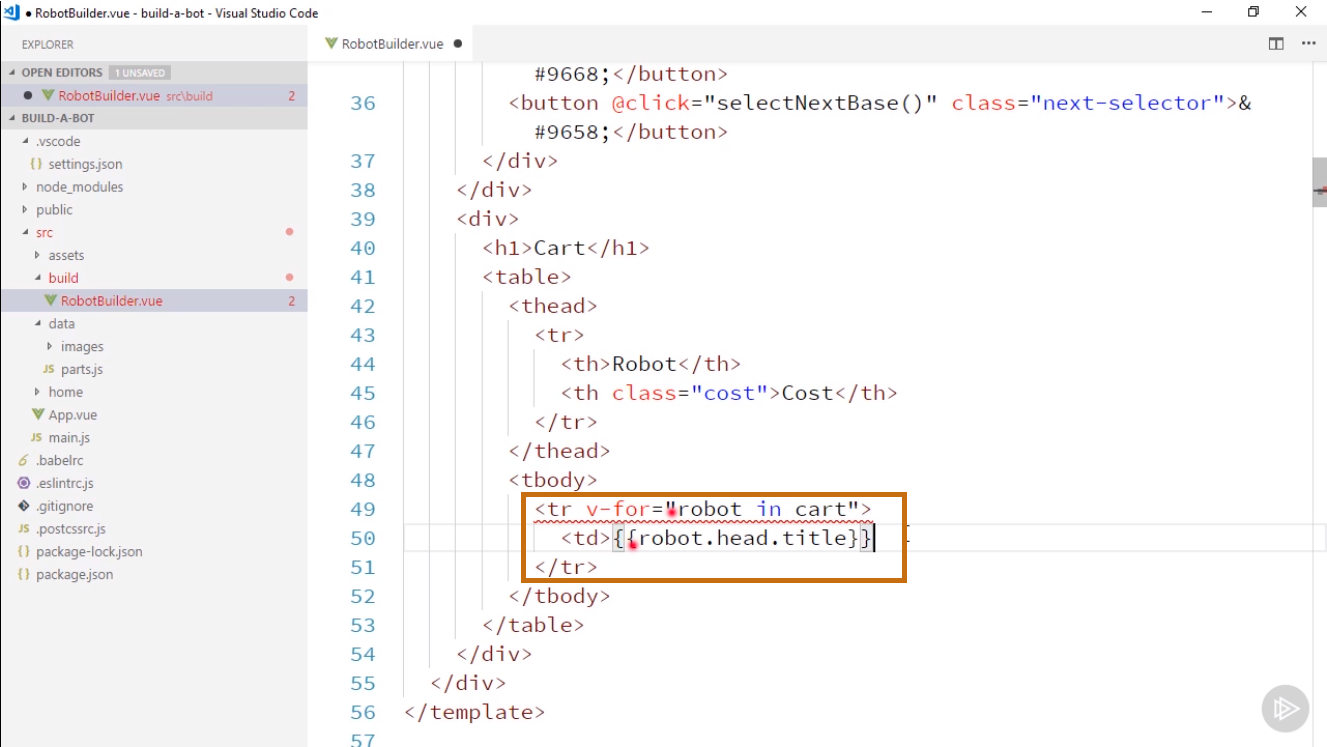 RobotBuilder.vue - build-a-bot - Visual Studio Code
EXPLORER
OPEN EDITORS 1 UNSAVED
RobotBuilder.vue src\build 2
BUILD-A-BOT
.vscode
{} settings.json
node_modules
public
src
assets
build
RobotBuilder.vue 2
data
images
JS parts.js
home
App.vue
JS main.js
.babelrc
.eslintrc.js
.gitignore
JS .postcssrc.js
{} package-lock.json
{} package.json
RobotBuilder.vue
#9668;</button>
36 <button @click="selectNextBase()" class="next-selector">&
#9658;</button>
37 </div>
38 </div>
39 <div>
40 <h1>Cart</h1>
41 <table>
42 <thead>
43 <tr>
44 <th>Robot</th>
45 <th class="cost">Cost</th>
46 </tr>
47 </thead>
48 <tbody>
49 <tr v-for="robot in cart">
50 <td>{{robot.head.title}}
51 </tr>
52 </tbody>
53 </table>
54 </div>
55 </div>
56 </template>
57